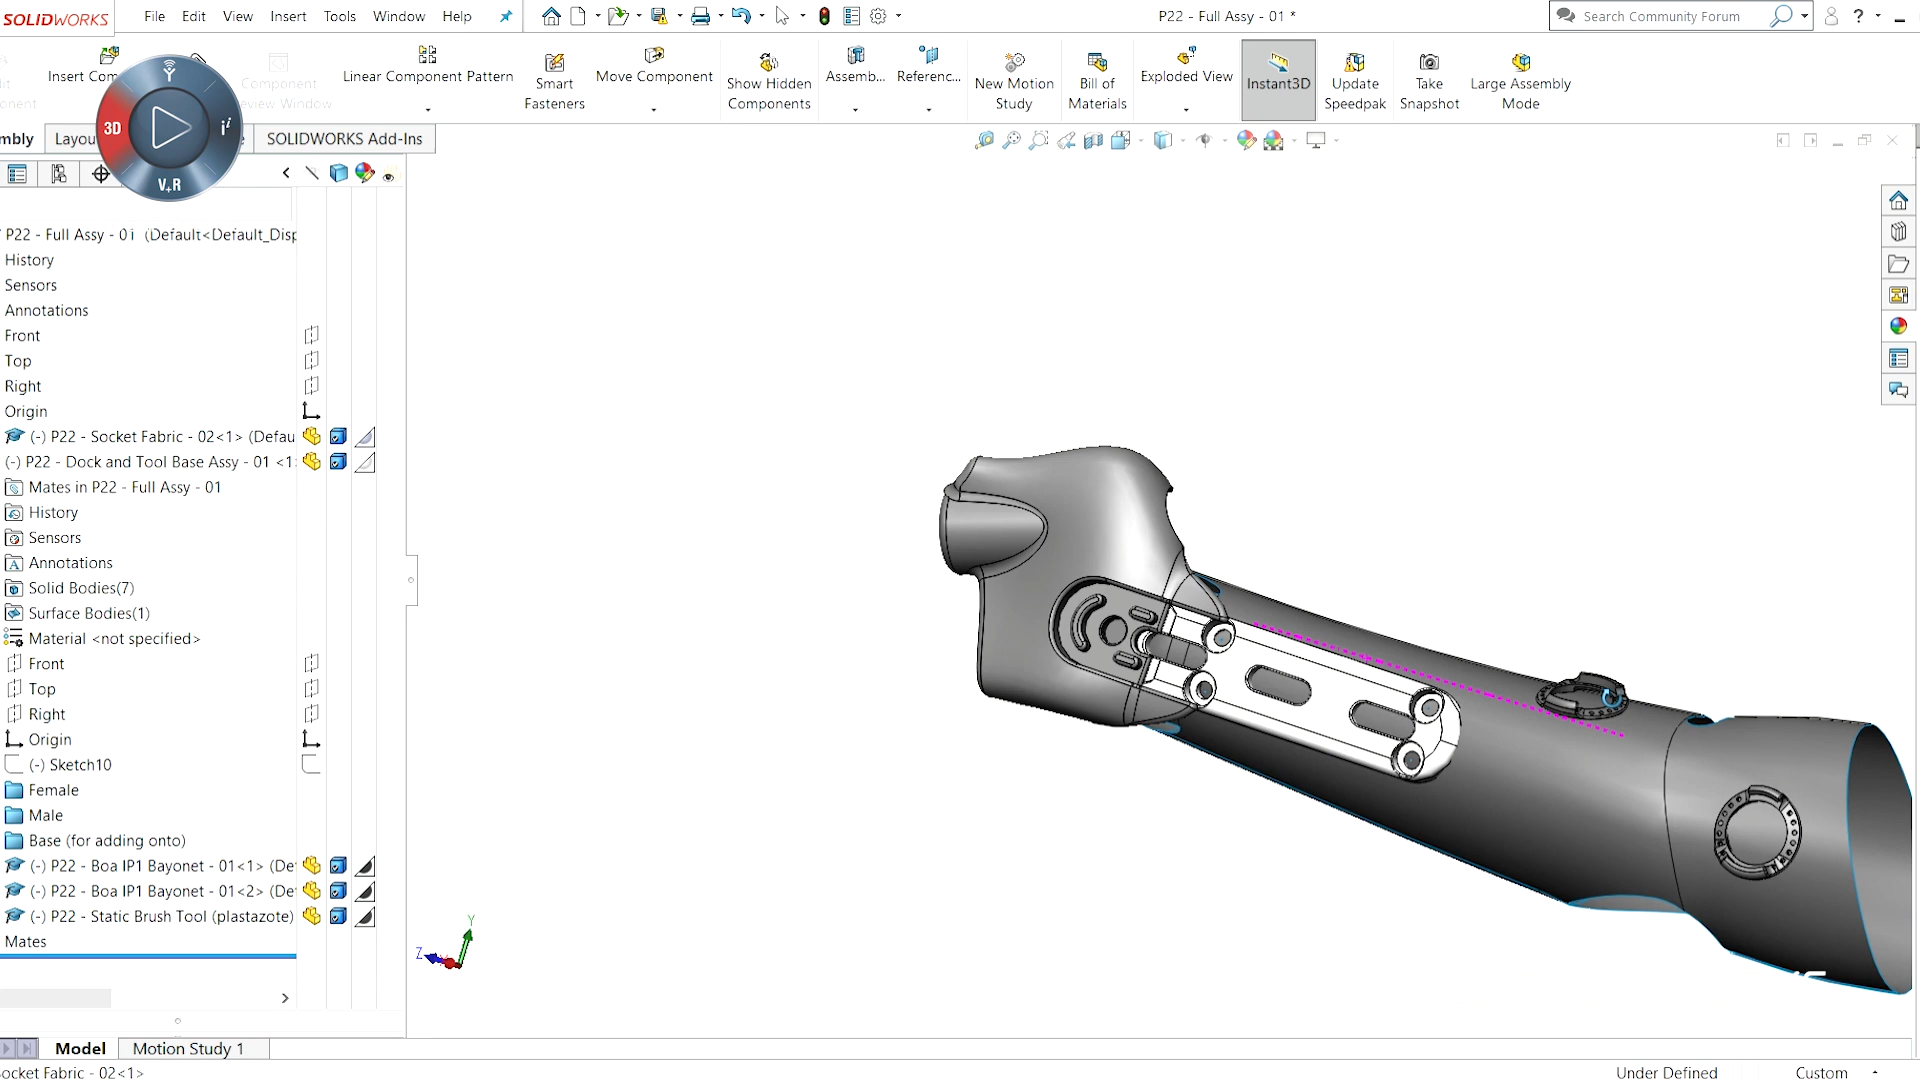 SOLIDWORKS
File Edit View Insert Tools Window Help
P22 - Full Assy - 01 *
Search Community Forum
?
Insert Com
Component
view Window
Linear Component Pattern
Smart
Fasteners
Move Component
Show Hidden
Components
Assemb...
Referenc...
New Motion
Study
Bill of
Materials
Exploded View
Instant3D
Update
Speedpak
Take
Snapshot
Large Assembly
Mode
3D
i
V+R
mbly
Layou
SOLIDWORKS Add-Ins
P22 - Full Assy - 01 (Default<Default_Disp
History
Sensors
Annotations
Front
Top
Right
Origin
(-) P22 - Socket Fabric - 02<1> (Defau
(-) P22 - Dock and Tool Base Assy - 01 <1
Mates in P22 - Full Assy - 01
History
Sensors
Annotations
Solid Bodies(7)
Surface Bodies(1)
Material <not specified>
Front
Top
Right
Origin
(-) Sketch10
Female
Male
Base (for adding onto)
(-) P22 - Boa IP1 Bayonet - 01<1> (De
(-) P22 - Boa IP1 Bayonet - 01<2> (De
(-) P22 - Static Brush Tool (plastazote)
Mates
Y
Z
Model
Motion Study 1
ocket Fabric - 02<1>
Under Defined
Custom